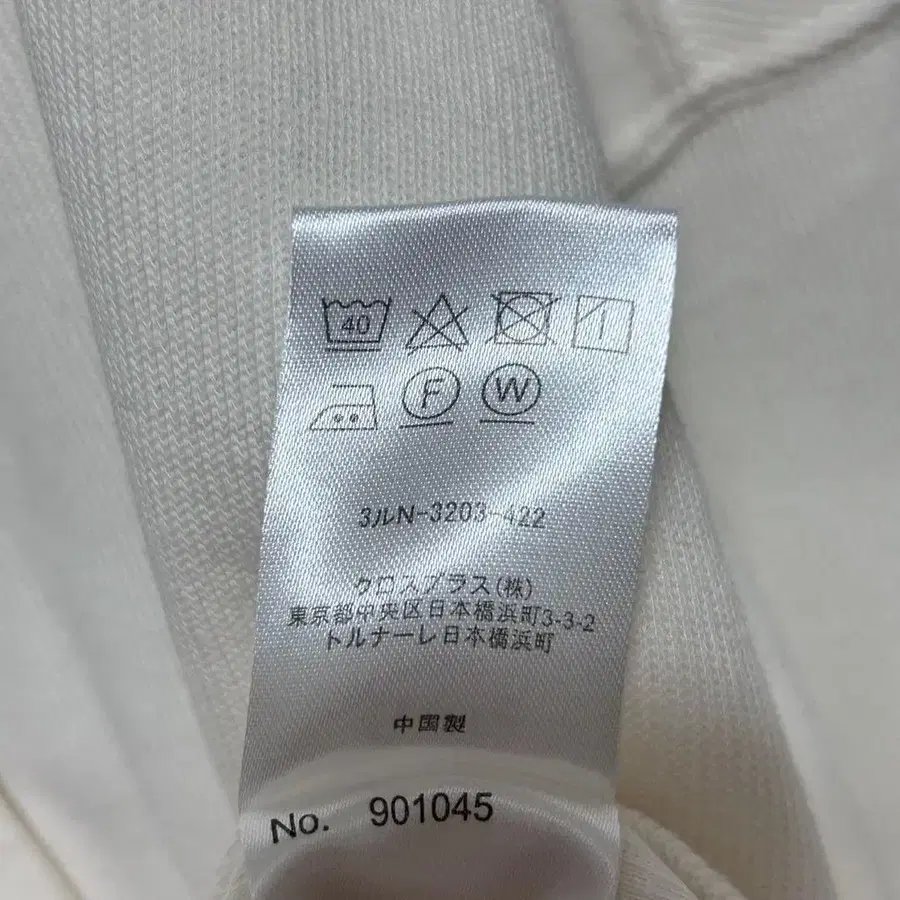 40
F W
3ルN-3203-422
クロスプラス(株)
東京都中央区日本橋浜町3-3-2
トルナーレ日本橋浜町
中国製
No. 901045